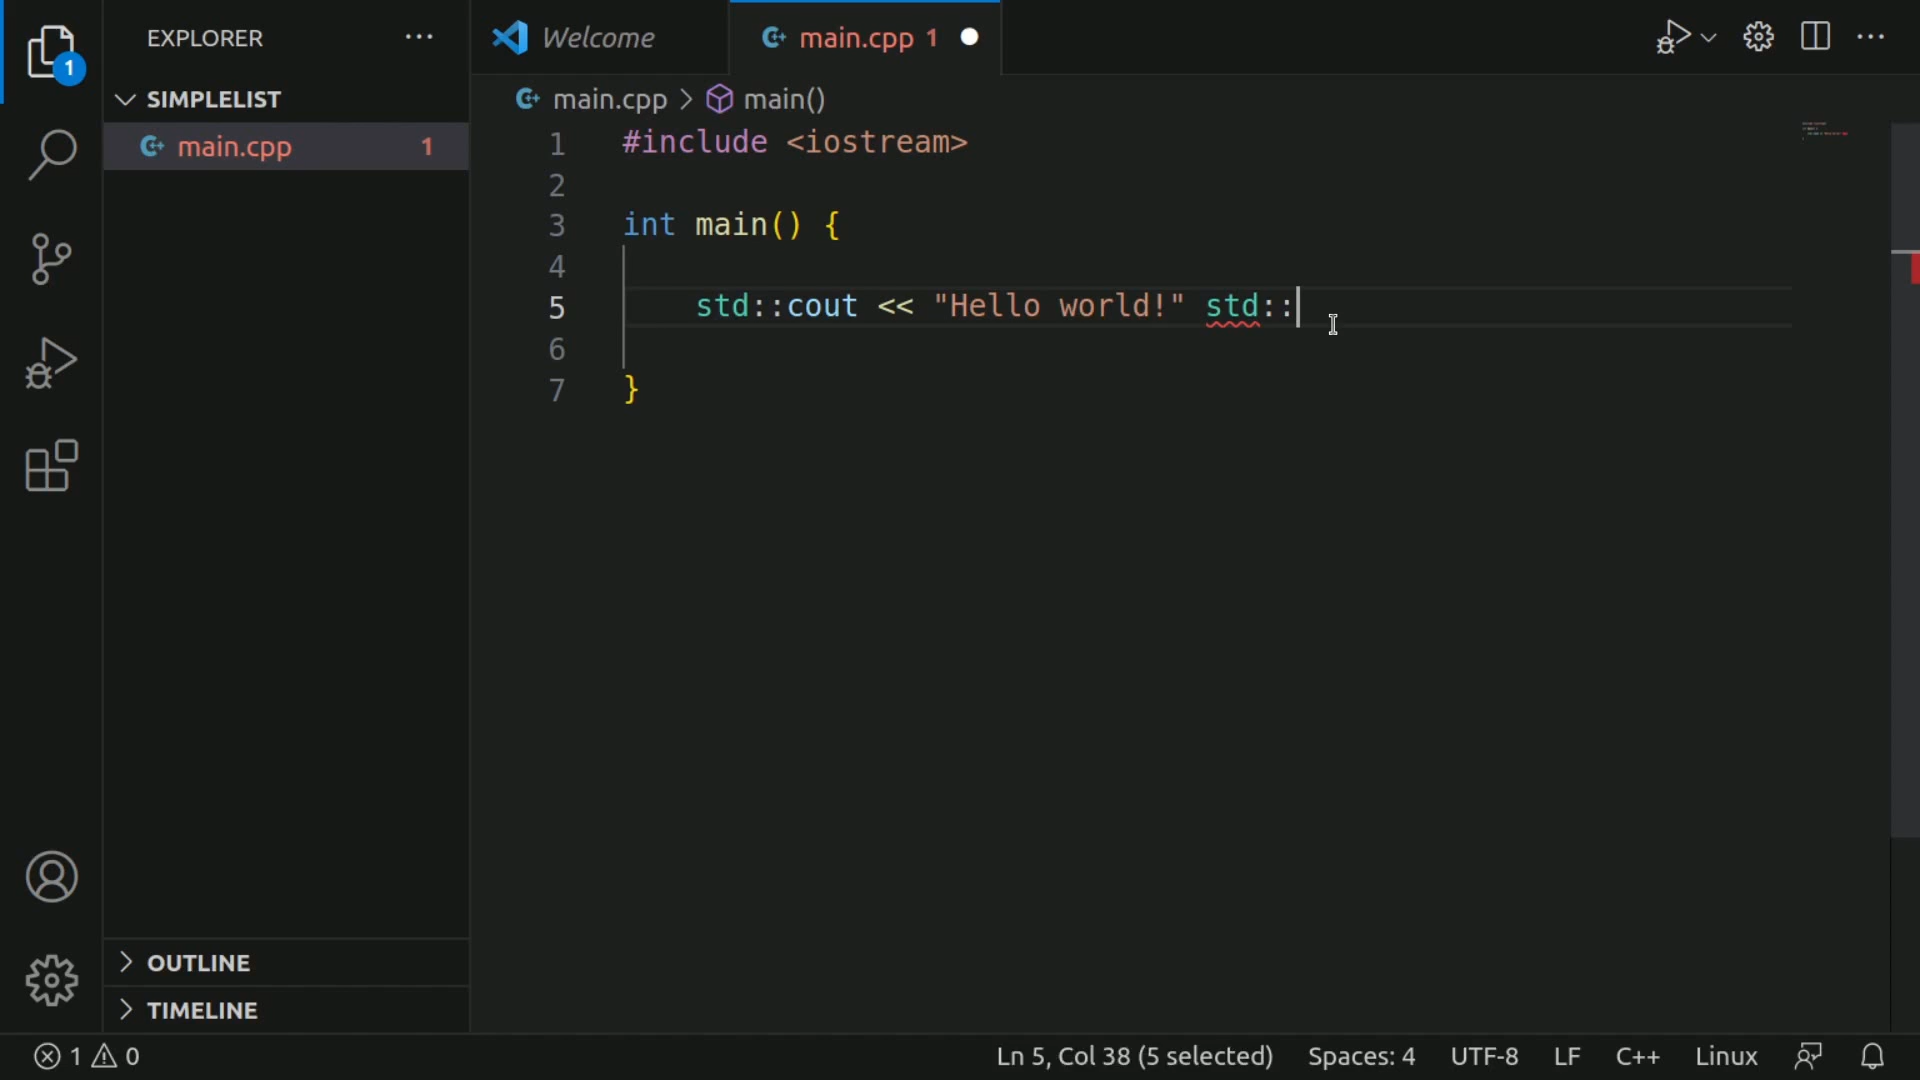 EXPLORER
Welcome
main.cpp 1
SIMPLELIST
main.cpp > main()
main.cpp 1
1
1 #include <iostream>
2
3 int main() {
4
5 std::cout << "Hello world!" std::
6
7 }
OUTLINE
TIMELINE
1 0
Ln 5, Col 38 (5 selected) Spaces: 4 UTF-8 LF C++ Linux